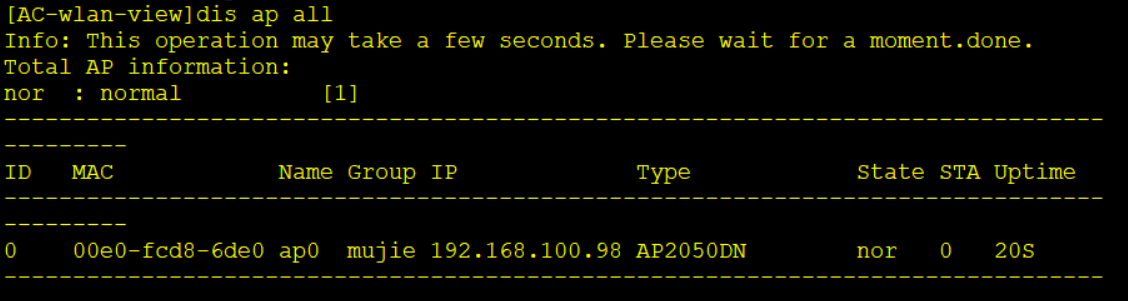 [AC-wlan-view]dis ap all
Info: This operation may take a few seconds. Please wait for a moment.done.
Total AP information:
nor  : normal          [1]
--------------------------------------------------------------------------------
---------
ID   MAC            Name Group IP             Type            State STA Uptime
--------------------------------------------------------------------------------
---------
0    00e0-fcd8-6de0 ap0  mujie 192.168.100.98 AP2050DN        nor   0   20S
--------------------------------------------------------------------------------